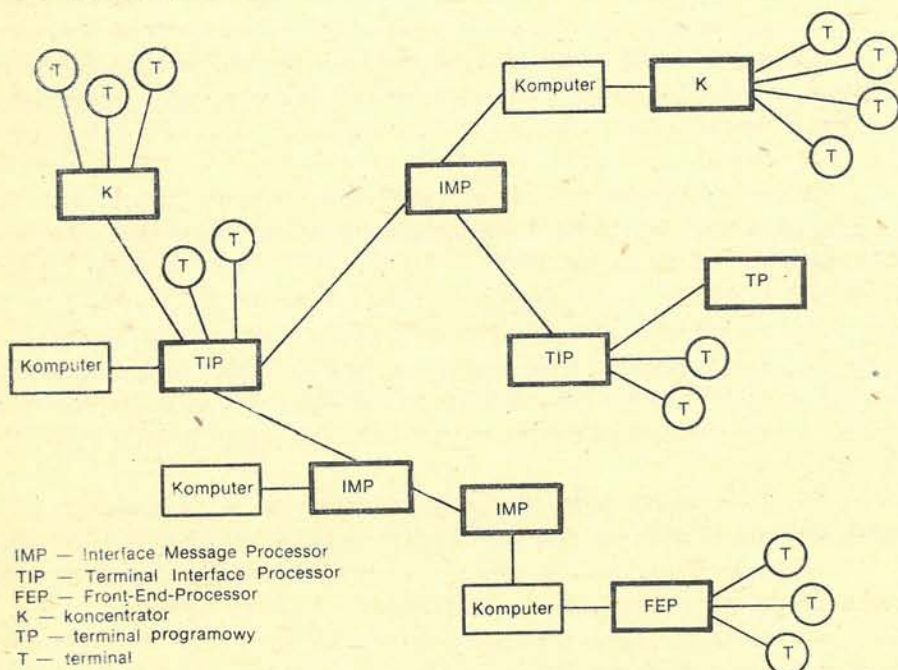 T
T
T
K
T
T
Komputer
TIP
Komputer
K
T
T
T
T
IMP
TIP
TP
T
T
Komputer
IMP
IMP
Komputer
FEP
T
T
T
IMP — Interface Message Processor
TIP — Terminal Interface Processor
FEP — Front-End-Processor
K — koncentrator
TP — terminal programowy
T — terminal